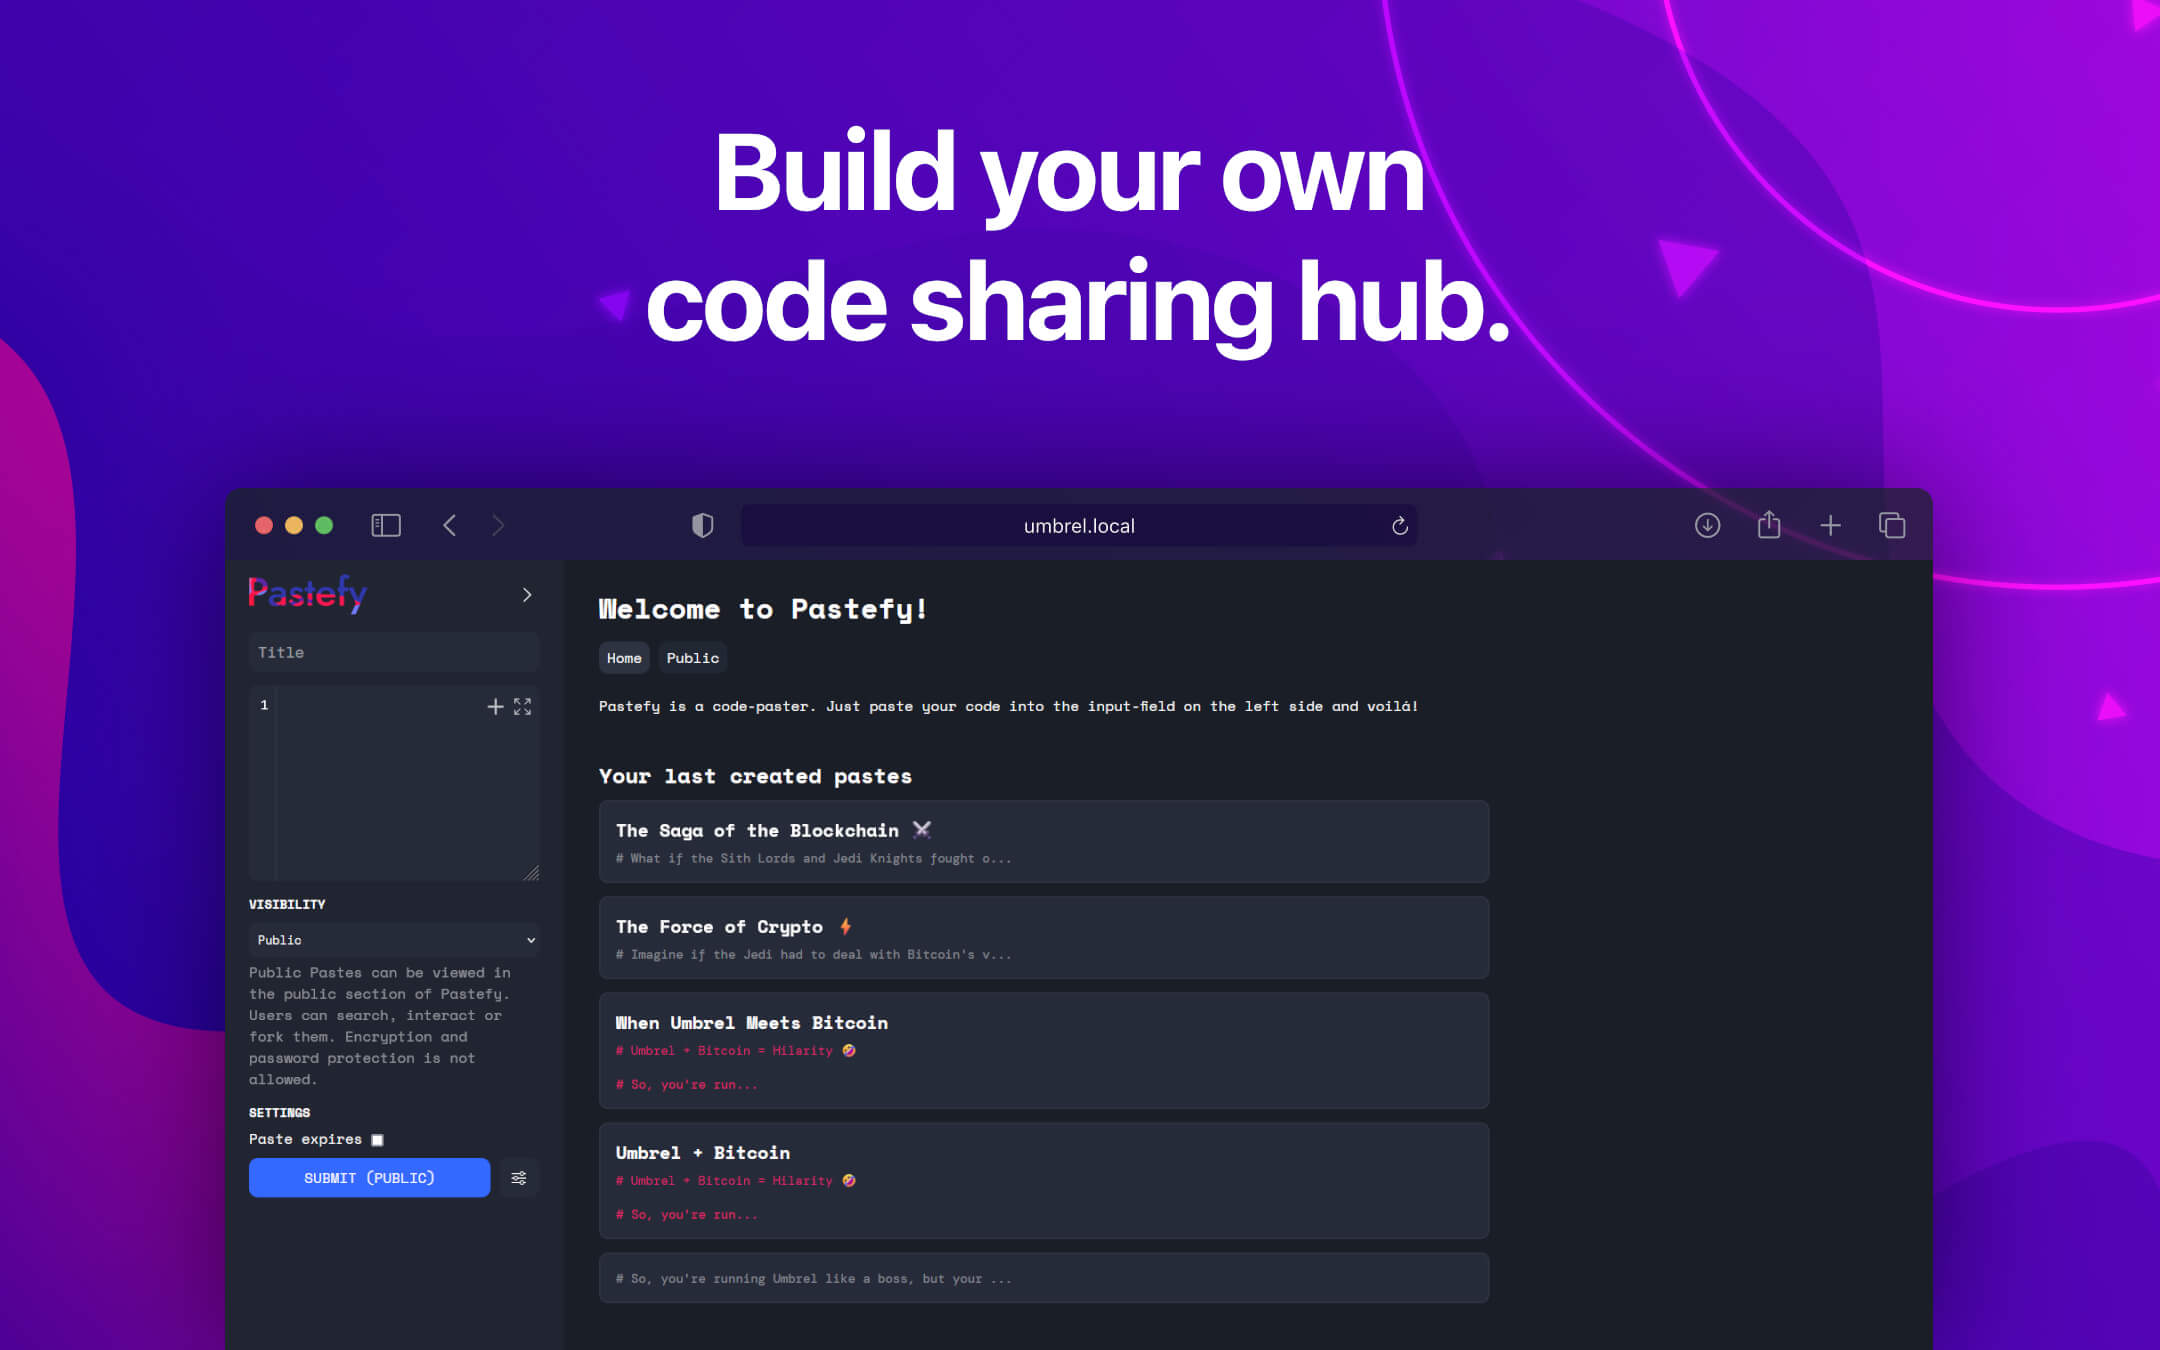 Build your own
code sharing hub.
umbrel.local
Pastefy
Title
1
VISIBILITY
Public
Public Pastes can be viewed in
the public section of Pastefy.
Users can search, interact or
fork them. Encryption and
password protection is not
allowed.
SETTINGS
Paste expires
SUBMIT (PUBLIC)
Welcome to Pastefy!
Home Public
Pastefy is a code-paster. Just paste your code into the input-field on the left side and voilá!
Your last created pastes
The Saga of the Blockchain ⚔️
# What if the Sith Lords and Jedi Knights fought o...
The Force of Crypto ⚡
# Imagine if the Jedi had to deal with Bitcoin's v...
When Umbrel Meets Bitcoin
# Umbrel + Bitcoin = Hilarity 🤣
# So, you're run...
Umbrel + Bitcoin
# Umbrel + Bitcoin = Hilarity 🤣
# So, you're run...
# So, you're running Umbrel like a boss, but your ...